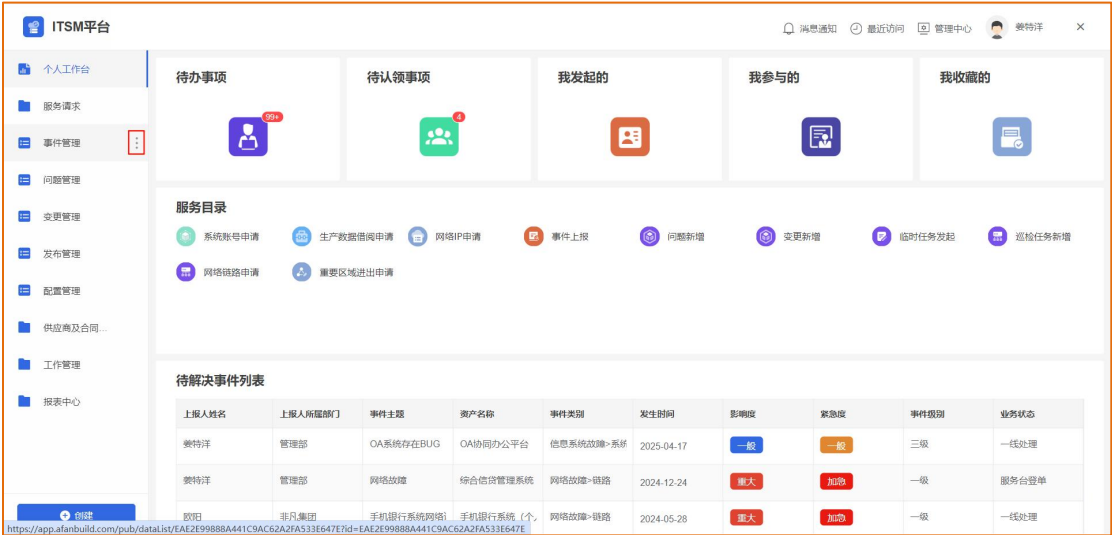 ITSM平台
消息通知 最近访问 管理中心 姜特洋 ×
个人工作台
服务请求
事件管理
问题管理
变更管理
发布管理
配置管理
供应商及合同...
工作管理
报表中心
创建
待办事项 待认领事项 我发起的 我参与的 我收藏的
99+ 4
服务目录
系统账号申请 生产数据借阅申请 网络IP申请 事件上报 问题新增 变更新增 临时任务发起 巡检任务新增
网络链路申请 重要区域进出申请
待解决事件列表
上报人姓名 上报人所属部门 事件主题 资产名称 事件类别 发生时间 影响度 紧急度 事件级别 业务状态
姜特洋 管理部 OA系统存在BUG OA协同办公平台 信息系统故障>系统 2025-04-17 一般 一般 三级 一线处理
姜特洋 管理部 网络故障 综合信贷管理系统 网络故障>链路 2024-12-24 重大 加急 一级 服务台登单
欧阳 非凡集团 手机银行系统网络 手机银行系统（个 网络故障>链路 2024-05-28 重大 加急 一级 一线处理
https://app.afanbuild.com/pub/dataList/EAE2E99888A441C9AC62A2FA533E647E?id=EAE2E99888A441C9AC62A2FA533E647E